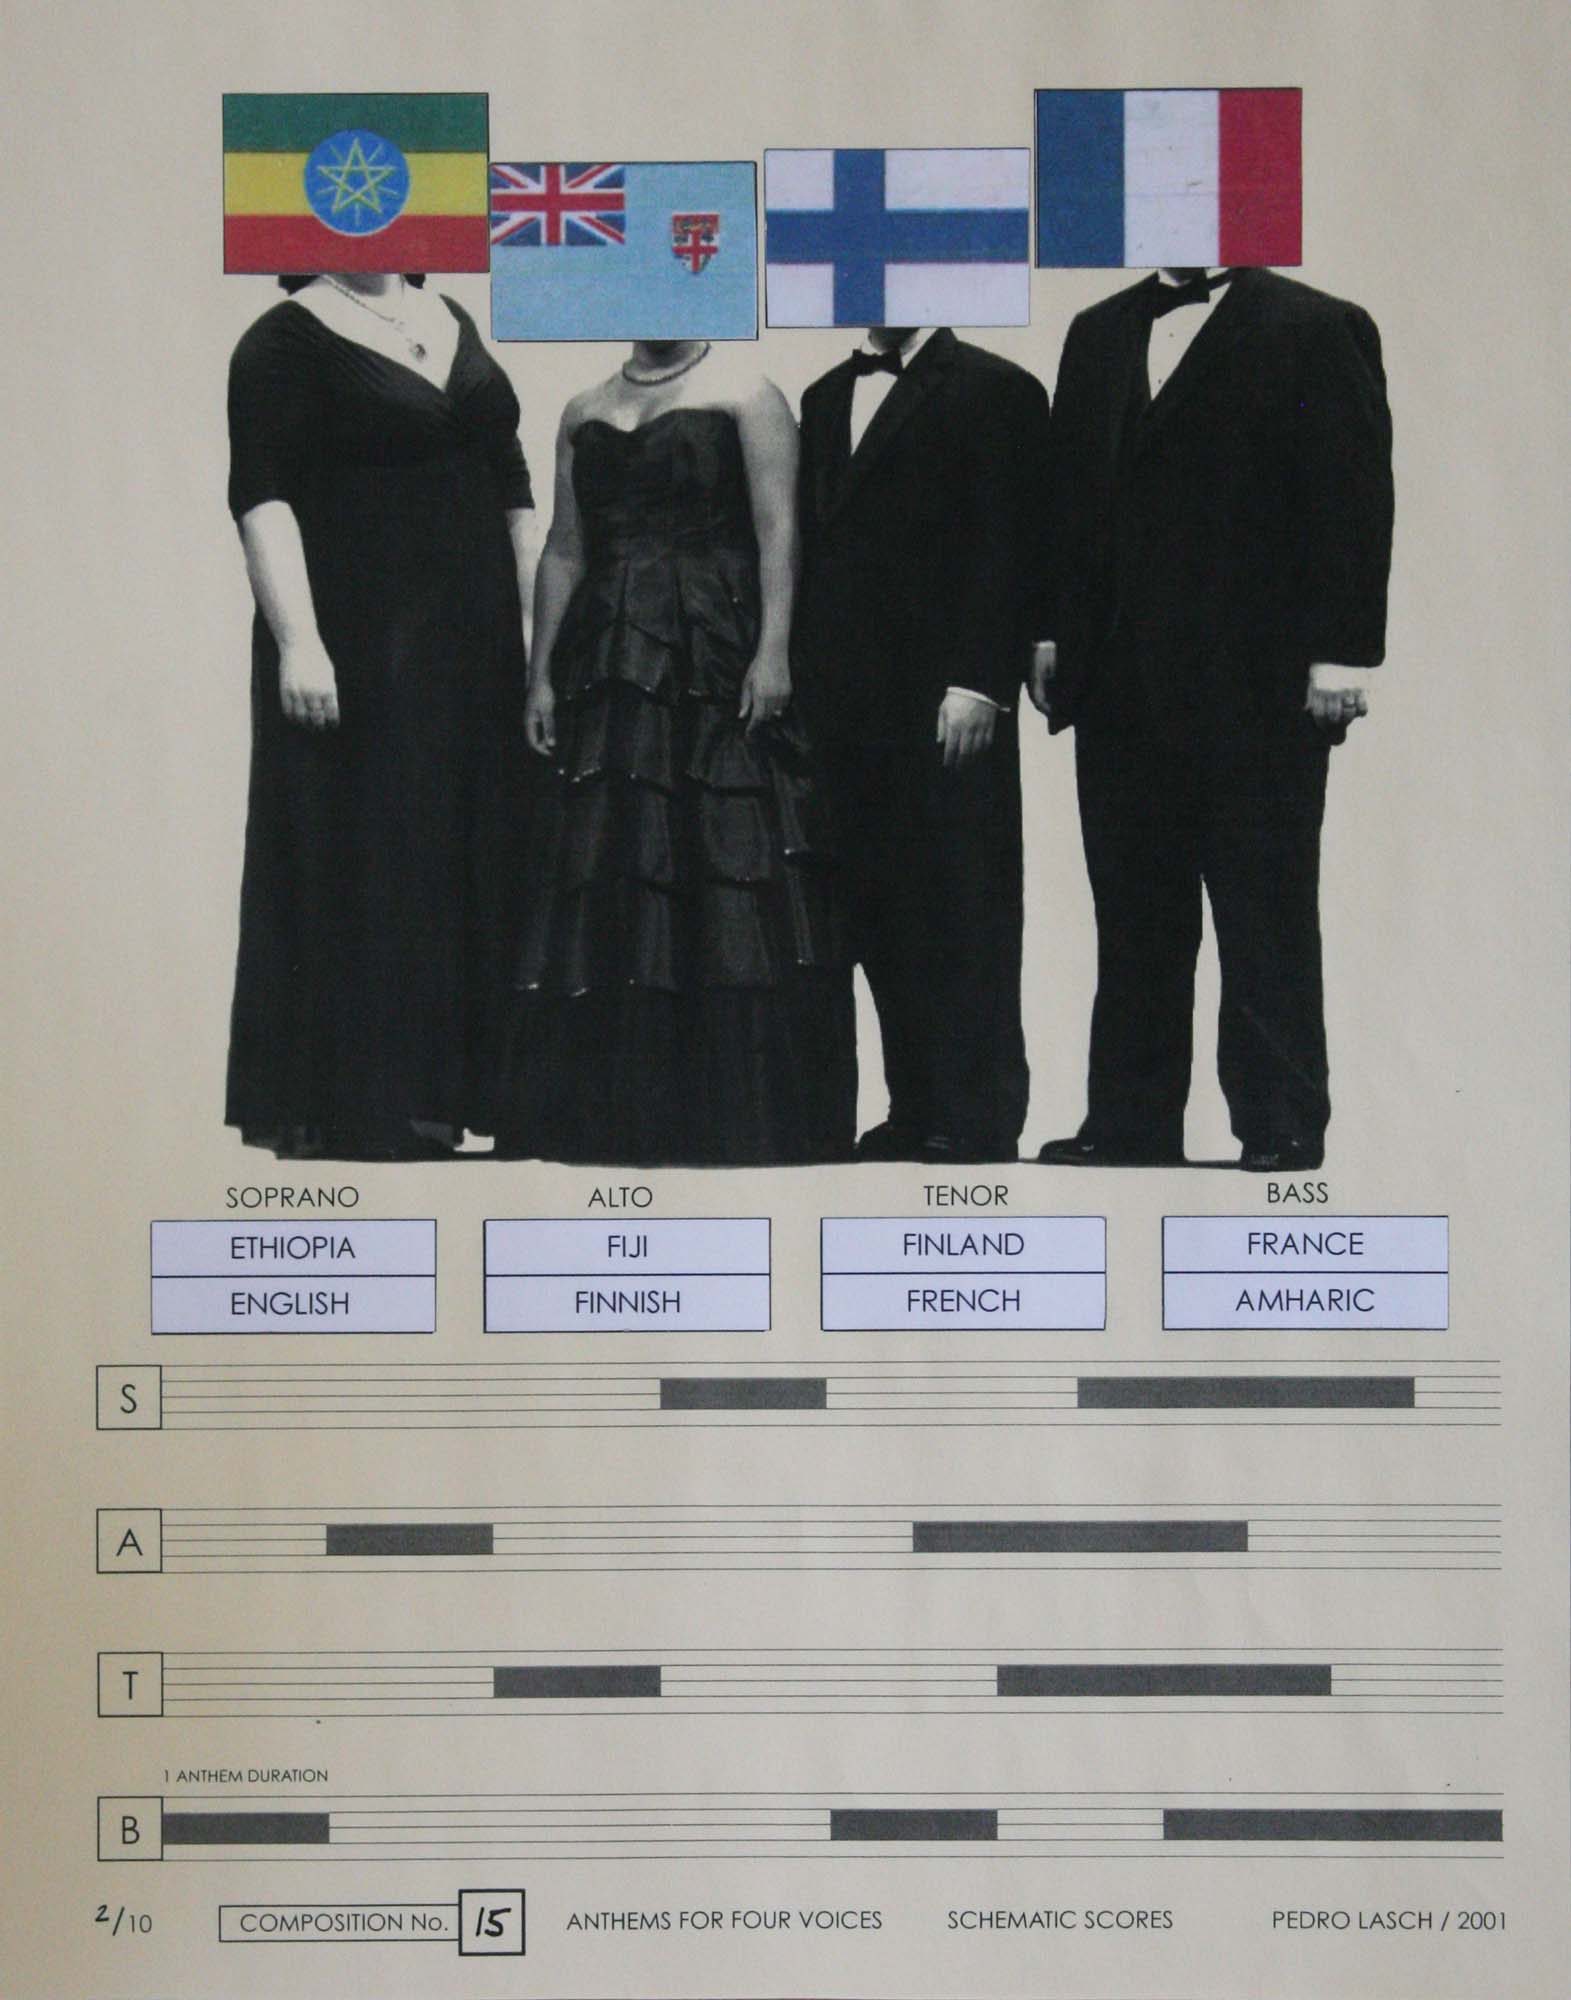 SOPRANO ALTO TENOR BASS
ETHIOPIA FIJI FINLAND FRANCE
ENGLISH FINNISH FRENCH AMHARIC
S
A
T
1 ANTHEM DURATION
B
2/10 COMPOSITION No. 15 ANTHEMS FOR FOUR VOICES SCHEMATIC SCORES PEDRO LASCH / 2001